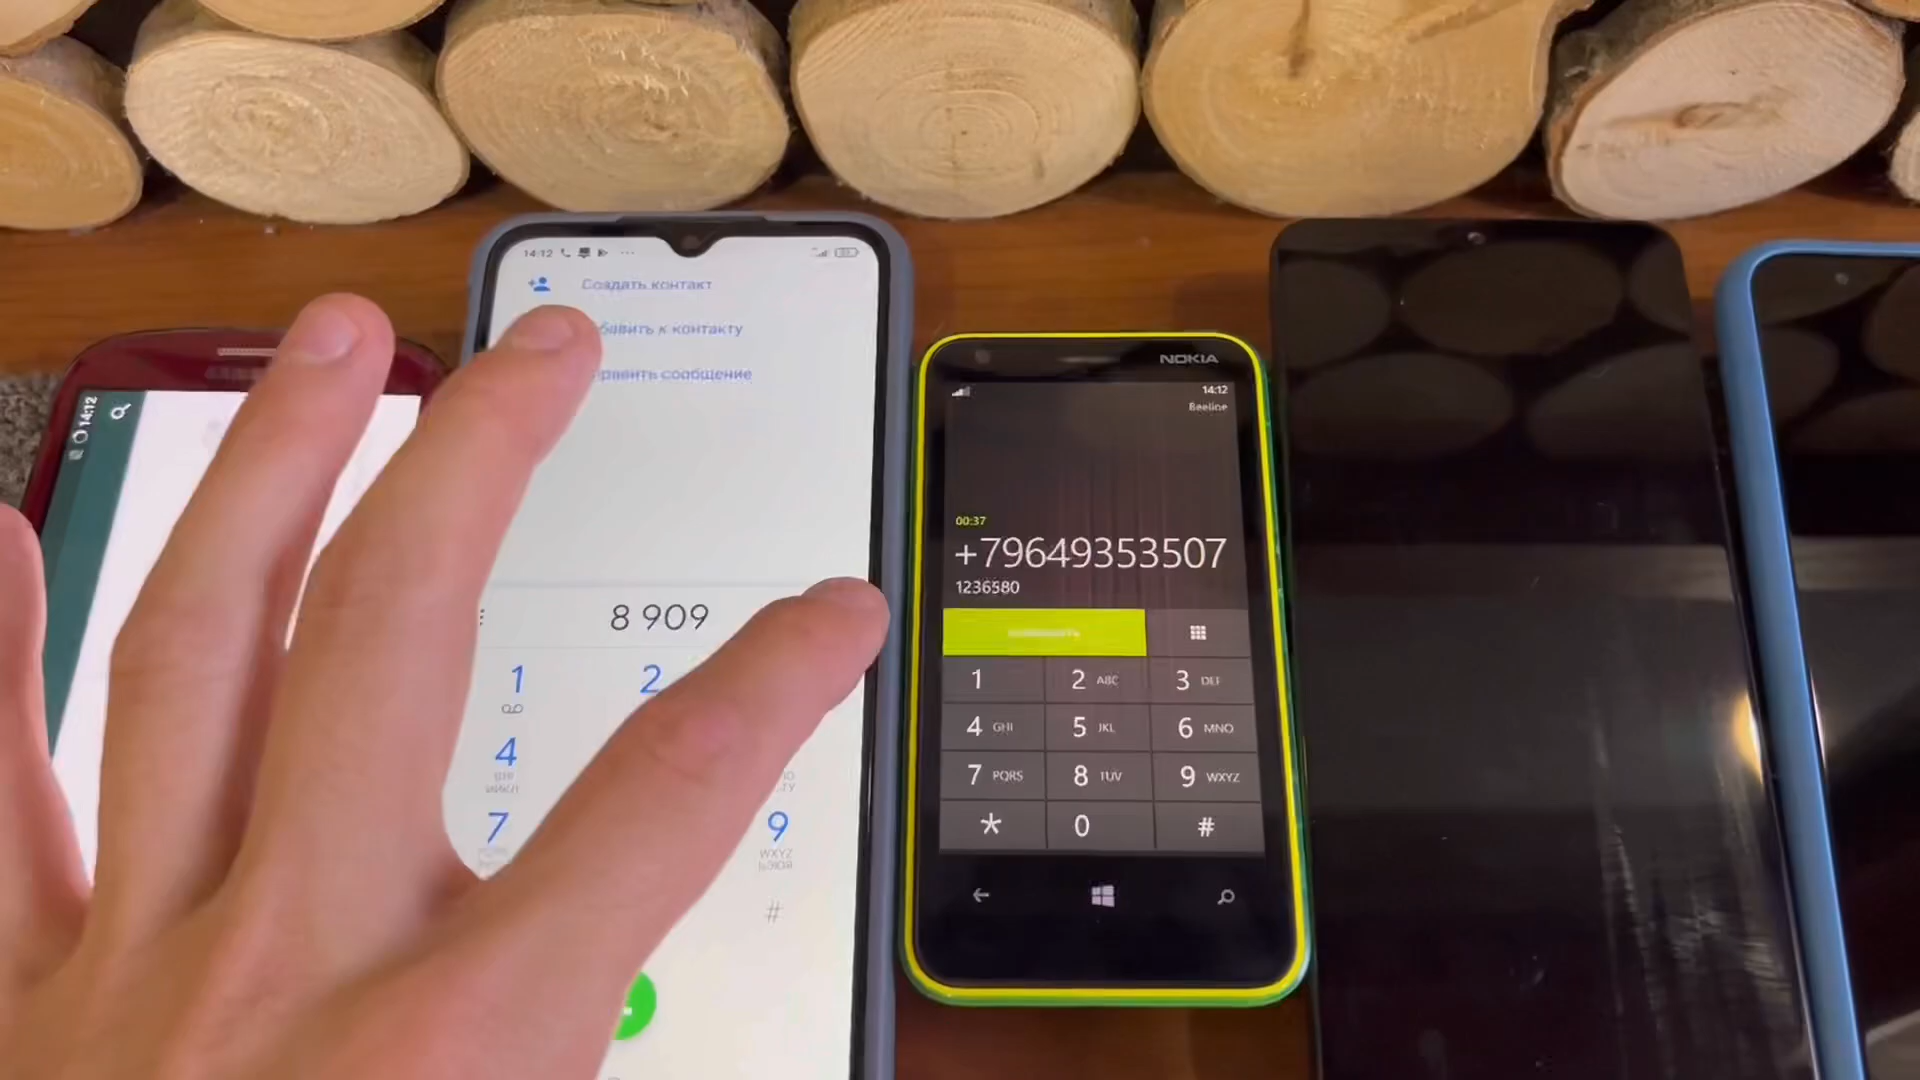 14:12
14:12
Создать контакт
бавить к контакту
равить сообщение
8 909
1
2
4
7
9
WXYZ
#
NOKIA
14:12
Beeline
00:37
+79649353507
1236580
1
2 ABC
3 DEF
4 GHI
5 JKL
6 MNO
7 PQRS
8 TUV
9 WXYZ
*
0
#